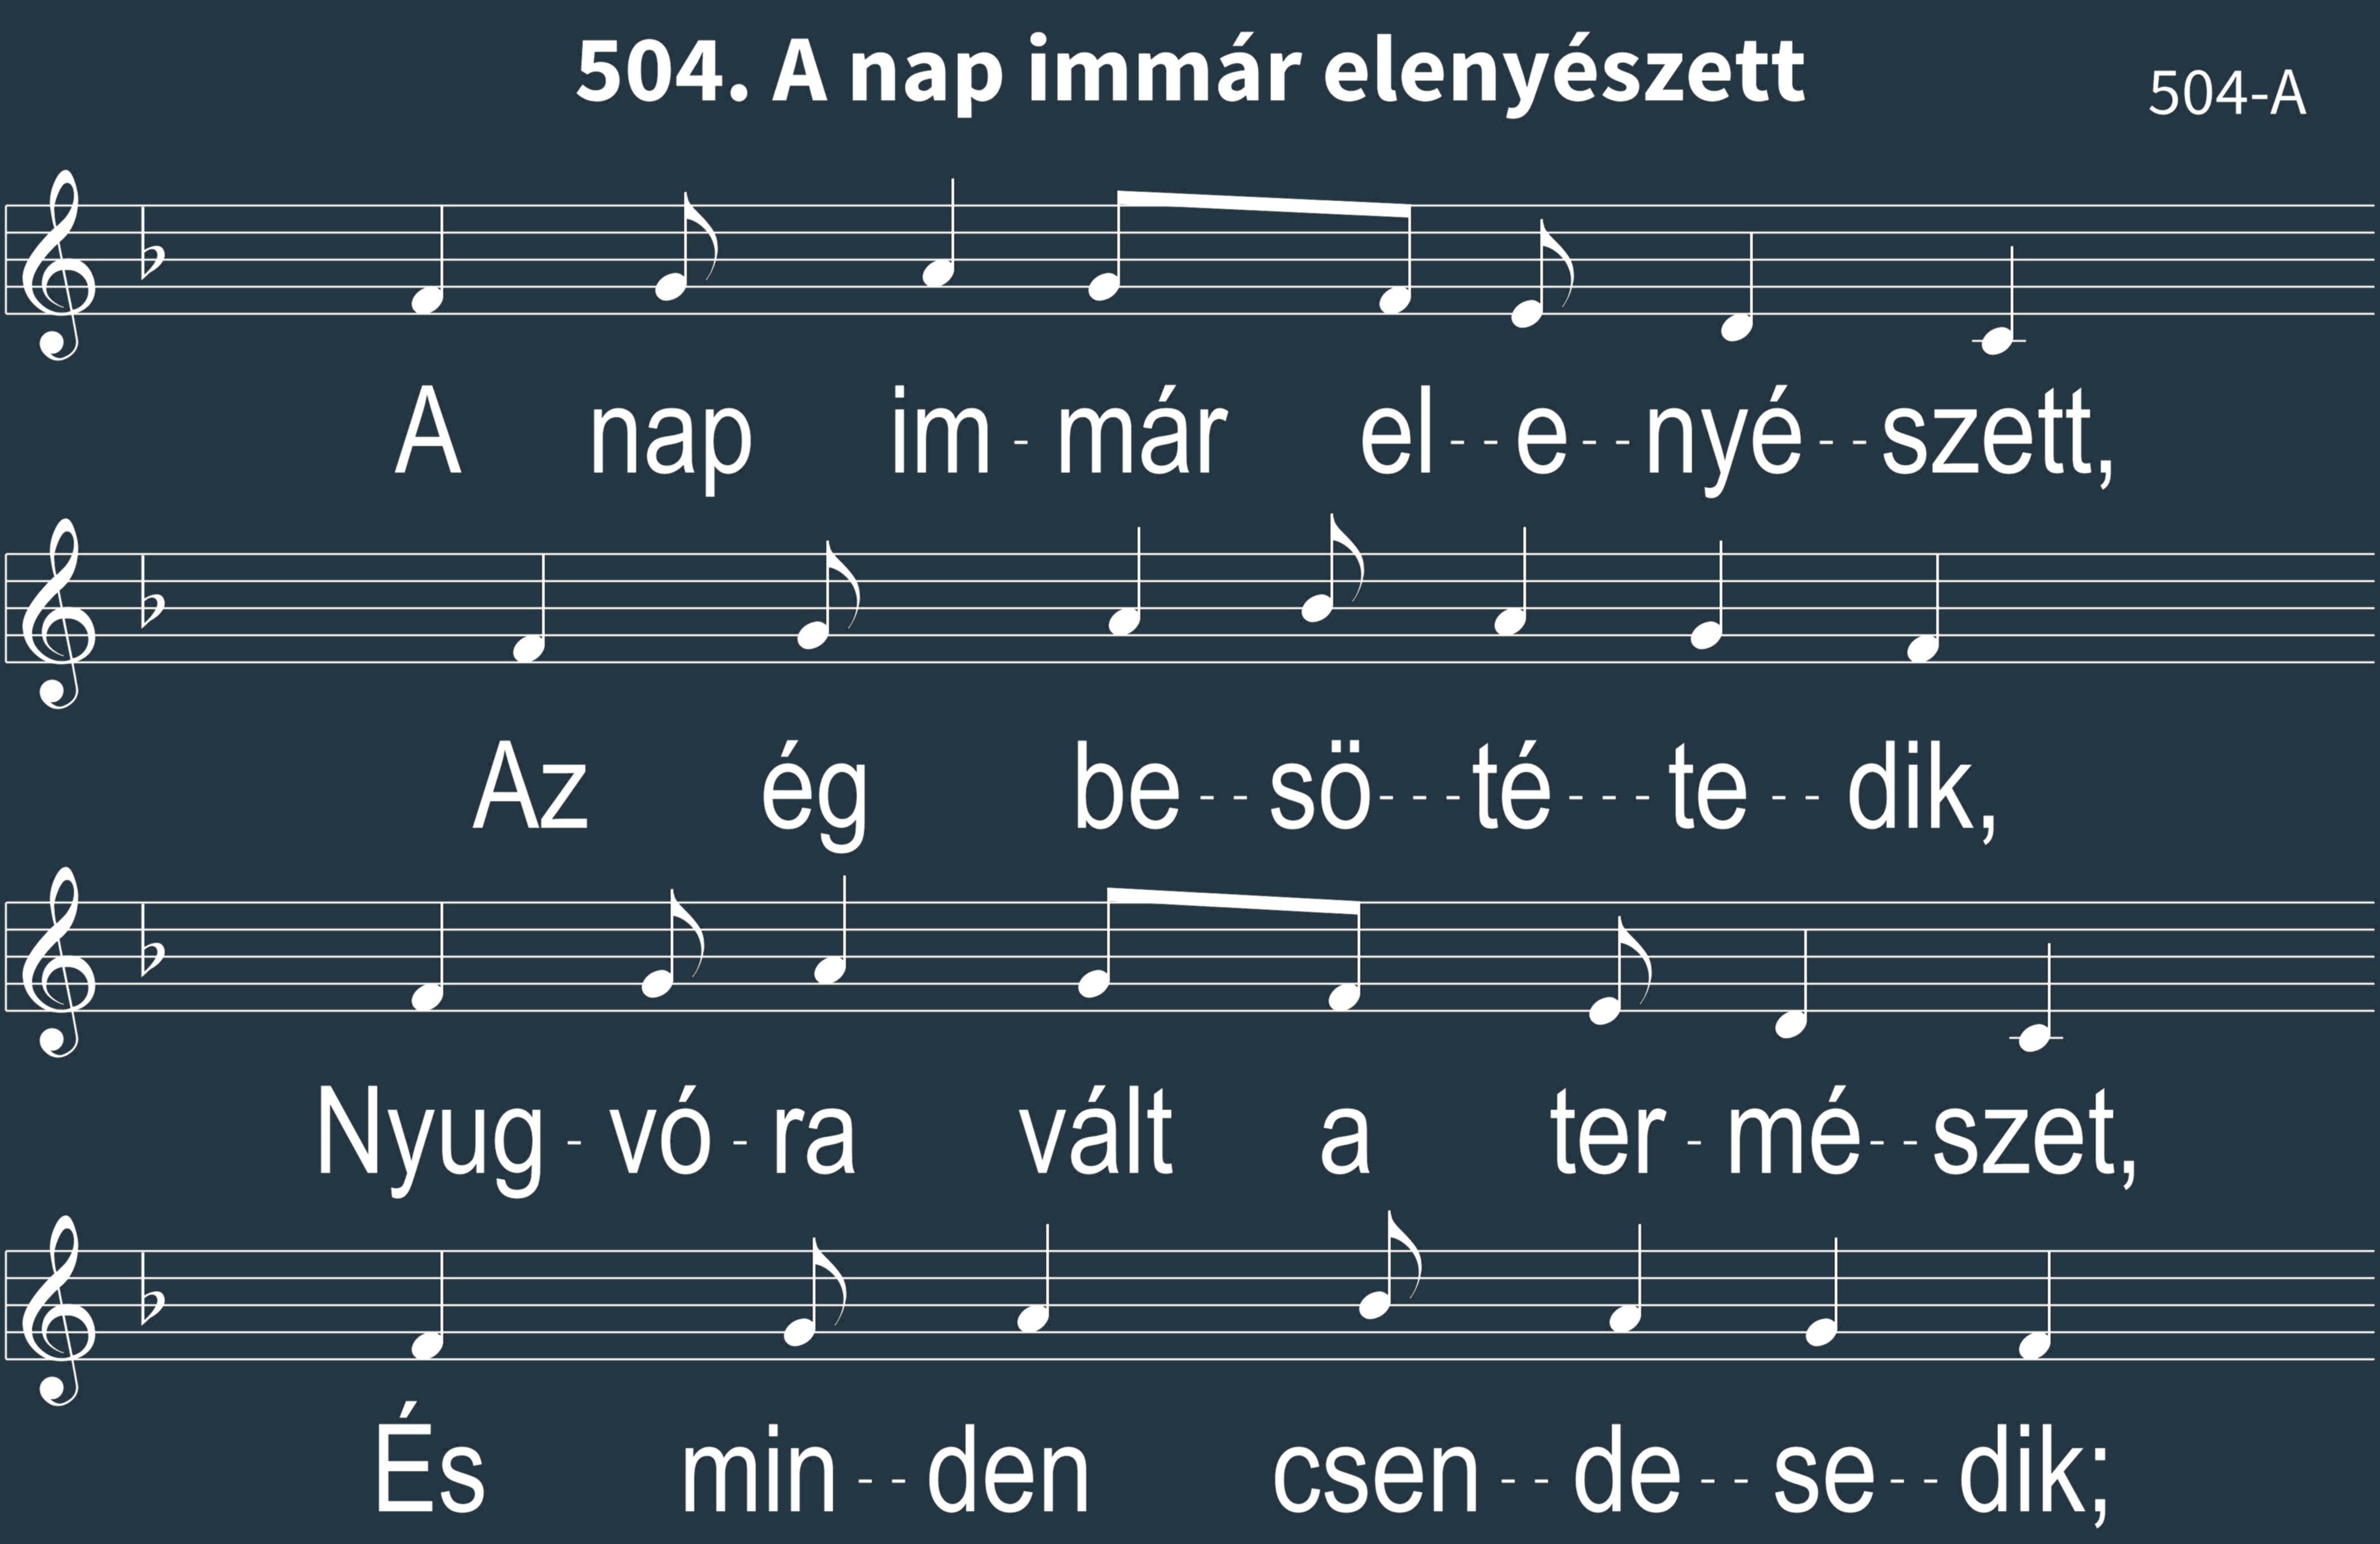 504. A nap immár elenyészett
504-A
A nap im - már el - - e - - nyé - - szett,
Az ég be - - sö - - - té - - - te - - dik,
Nyug - vó - ra vált a ter - mé - - szet,
És min - - den csen - - de - - se - - dik;